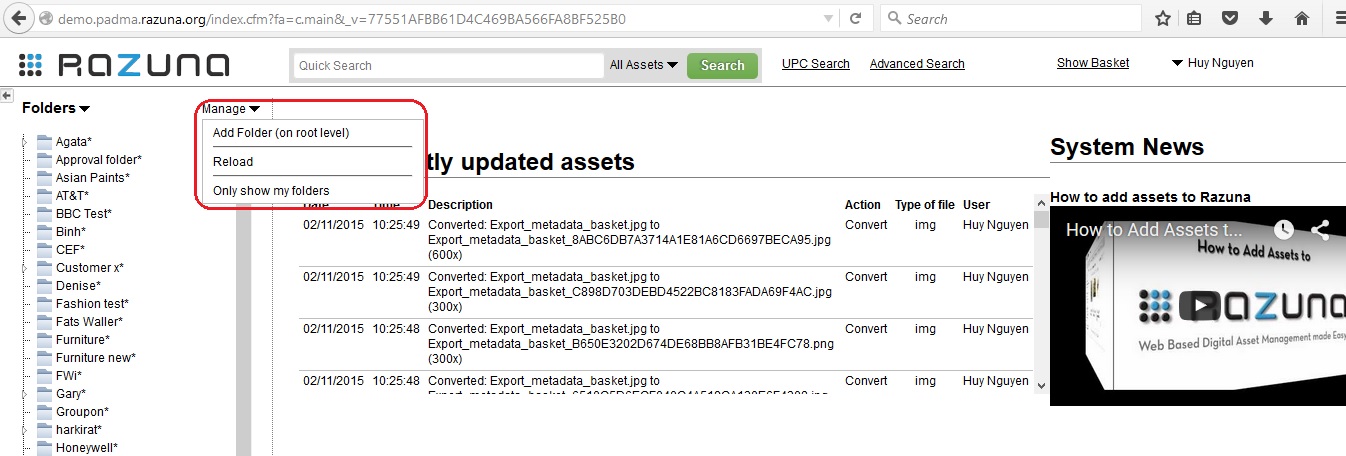 demo.padma.razuna.org/index.cfm?fa=c.main&_v=77551AFBB61D4C469BA566FA8BF525B0
Search
RAZUNA
Quick Search
All Assets
Search
UPC Search
Advanced Search
Show Basket
Huy Nguyen
Folders
Manage
Add Folder (on root level)
Reload
Only show my folders
Agata*
Approval folder*
Asian Paints*
AT&T*
BBC Test*
Binh*
CEF*
Customer x*
Denise*
Fashion test*
Fats Waller*
Furniture*
Furniture new*
FWi*
Gary*
Groupon*
harkirat*
Honeywell*
tly updated assets
Description Action Type of file User
02/11/2015 10:25:49 Converted: Export_metadata_basket.jpg to Convert img Huy Nguyen
Export_metadata_basket_8ABC6DB7A3714A1E81A6CD6697BECA95.jpg
(600x)
02/11/2015 10:25:49 Converted: Export_metadata_basket.jpg to Convert img Huy Nguyen
Export_metadata_basket_C898D703DEBD4522BC8183FADA69F4AC.jpg
(300x)
02/11/2015 10:25:48 Converted: Export_metadata_basket.jpg to Convert img Huy Nguyen
Export_metadata_basket_B650E3202D674DE68BB8AFB31BE4FC78.png
(300x)
02/11/2015 10:25:48 Converted: Export_metadata_basket.jpg to Convert img Huy Nguyen
System News
How to add assets to Razuna
How to Add Assets t...
How to Add Assets to
RAZUNA
Web Based Digital Asset Management made Easy